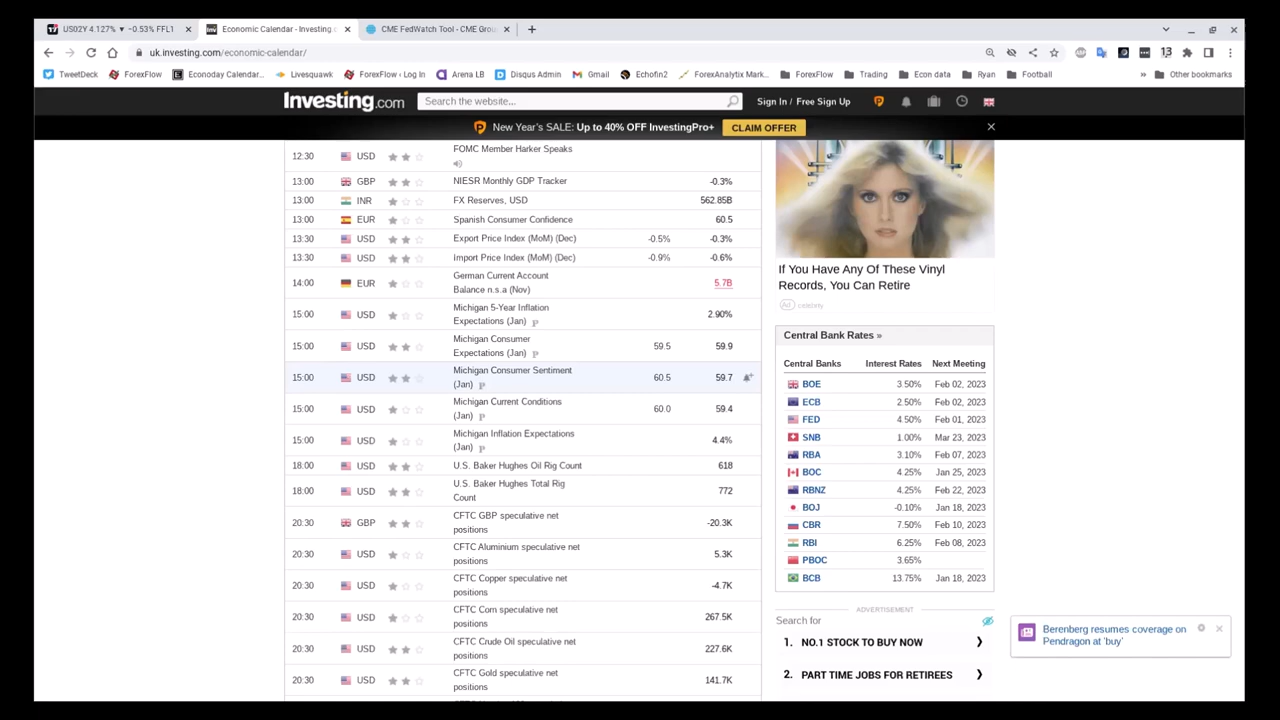 US02Y 4.127% ▼ −0.53% FFL1
Economic Calendar - Investing
CME FedWatch Tool - CME Grou
uk.investing.com/economic-calendar/
TweetDeck ForexFlow Econoday Calendar... Livesquawk ForexFlow ‹ Log In Arena LB Disqus Admin Gmail Echofin2 ForexAnalytix Mark... ForexFlow Trading Econ data Ryan Football » Other bookmarks
Investing.com Search the website... Sign In / Free Sign Up
New Year's SALE: Up to 40% OFF InvestingPro+ CLAIM OFFER
12:30 USD FOMC Member Harker Speaks
13:00 GBP NIESR Monthly GDP Tracker -0.3%
13:00 INR FX Reserves, USD 562.85B
13:00 EUR Spanish Consumer Confidence 60.5
13:30 USD Export Price Index (MoM) (Dec) -0.5% -0.3%
13:30 USD Import Price Index (MoM) (Dec) -0.9% -0.6%
14:00 EUR German Current Account
Balance n.s.a (Nov) 5.7B
15:00 USD Michigan 5-Year Inflation
Expectations (Jan) P 2.90%
15:00 USD Michigan Consumer
Expectations (Jan) P 59.5 59.9
15:00 USD Michigan Consumer Sentiment
(Jan) P 60.5 59.7
15:00 USD Michigan Current Conditions
(Jan) P 60.0 59.4
15:00 USD Michigan Inflation Expectations
(Jan) P 4.4%
18:00 USD U.S. Baker Hughes Oil Rig Count 618
18:00 USD U.S. Baker Hughes Total Rig
Count 772
20:30 GBP CFTC GBP speculative net
positions -20.3K
20:30 USD CFTC Aluminium speculative net
positions 5.3K
20:30 USD CFTC Copper speculative net
positions -4.7K
20:30 USD CFTC Corn speculative net
positions 267.5K
20:30 USD CFTC Crude Oil speculative net
positions 227.6K
20:30 USD CFTC Gold speculative net
positions 141.7K
If You Have Any Of These Vinyl
Records, You Can Retire
Ad celebrity
Central Bank Rates »
Central Banks Interest Rates Next Meeting
BOE 3.50% Feb 02, 2023
ECB 2.50% Feb 02, 2023
FED 4.50% Feb 01, 2023
SNB 1.00% Mar 23, 2023
RBA 3.10% Feb 07, 2023
BOC 4.25% Jan 25, 2023
RBNZ 4.25% Feb 22, 2023
BOJ -0.10% Jan 18, 2023
CBR 7.50% Feb 10, 2023
RBI 6.25% Feb 08, 2023
PBOC 3.65%
BCB 13.75% Jan 18, 2023
ADVERTISEMENT
Search for
1. NO.1 STOCK TO BUY NOW
2. PART TIME JOBS FOR RETIREES
Berenberg resumes coverage on
Pendragon at 'buy'